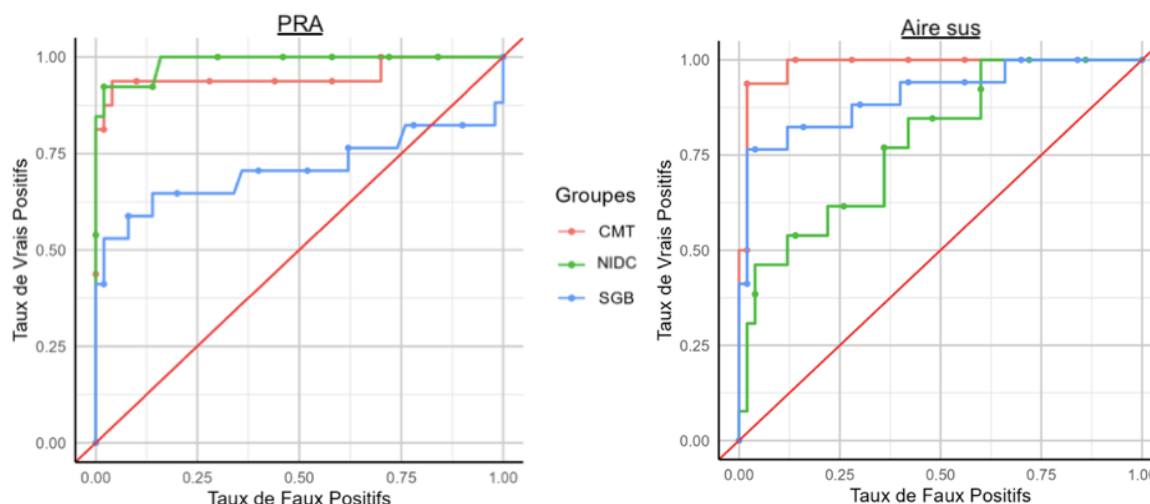 PRA
Taux de Vrais Positifs
1.00
0.75
0.50
0.25
0.00
0.00 0.25 0.50 0.75 1.00
Taux de Faux Positifs
Groupes
CMT
NIDC
SGB
Aire sus
Taux de Vrais Positifs
1.00
0.75
0.50
0.25
0.00
0.00 0.25 0.50 0.75 1.00
Taux de Faux Positifs